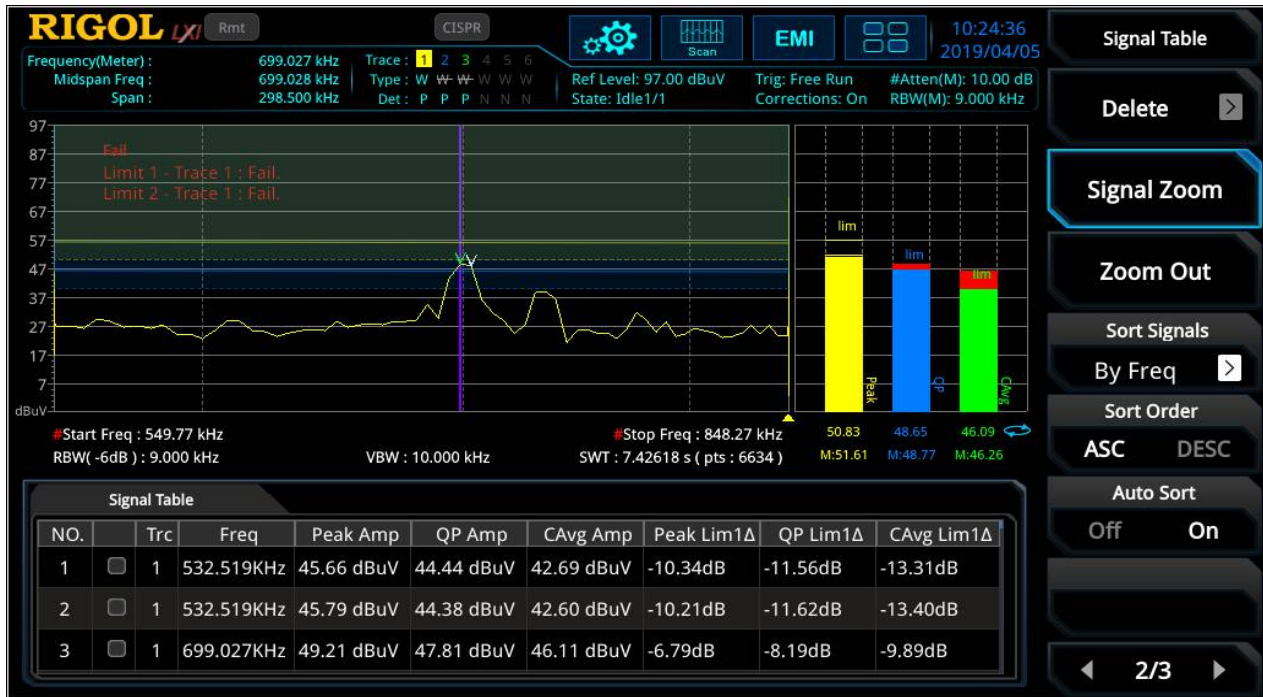 RIGOL LXI Rmt CISPR Scan EMI 10:24:36
2019/04/05
Frequency(Meter) : 699.027 kHz Trace : 1 2 3 4 5 6
Midspan Freq : 699.028 kHz Type : W W W W W W Ref Level: 97.00 dBuV Trig: Free Run #Atten(M): 10.00 dB
Span : 298.500 kHz Det : P P P N N N State: Idle1/1 Corrections: On RBW(M): 9.000 kHz
97
87
77
67
57
47
37
27
17
7
dBuV
Fail
Limit 1 - Trace 1 : Fail.
Limit 2 - Trace 1 : Fail.
lim lim lim
Peak QP CAvg
#Start Freq : 549.77 kHz #Stop Freq : 848.27 kHz 50.83 48.65 46.09
RBW( -6dB ) : 9.000 kHz VBW : 10.000 kHz SWT : 7.42618 s ( pts : 6634 ) M:51.61 M:48.77 M:46.26
Signal Table
NO. Trc Freq Peak Amp QP Amp CAvg Amp Peak Lim1Δ QP Lim1Δ CAvg Lim1Δ
1 1 532.519KHz 45.66 dBuV 44.44 dBuV 42.69 dBuV -10.34dB -11.56dB -13.31dB
2 1 532.519KHz 45.79 dBuV 44.38 dBuV 42.60 dBuV -10.21dB -11.62dB -13.40dB
3 1 699.027KHz 49.21 dBuV 47.81 dBuV 46.11 dBuV -6.79dB -8.19dB -9.89dB
Signal Table
Delete
Signal Zoom
Zoom Out
Sort Signals
By Freq
Sort Order
ASC DESC
Auto Sort
Off On
2/3